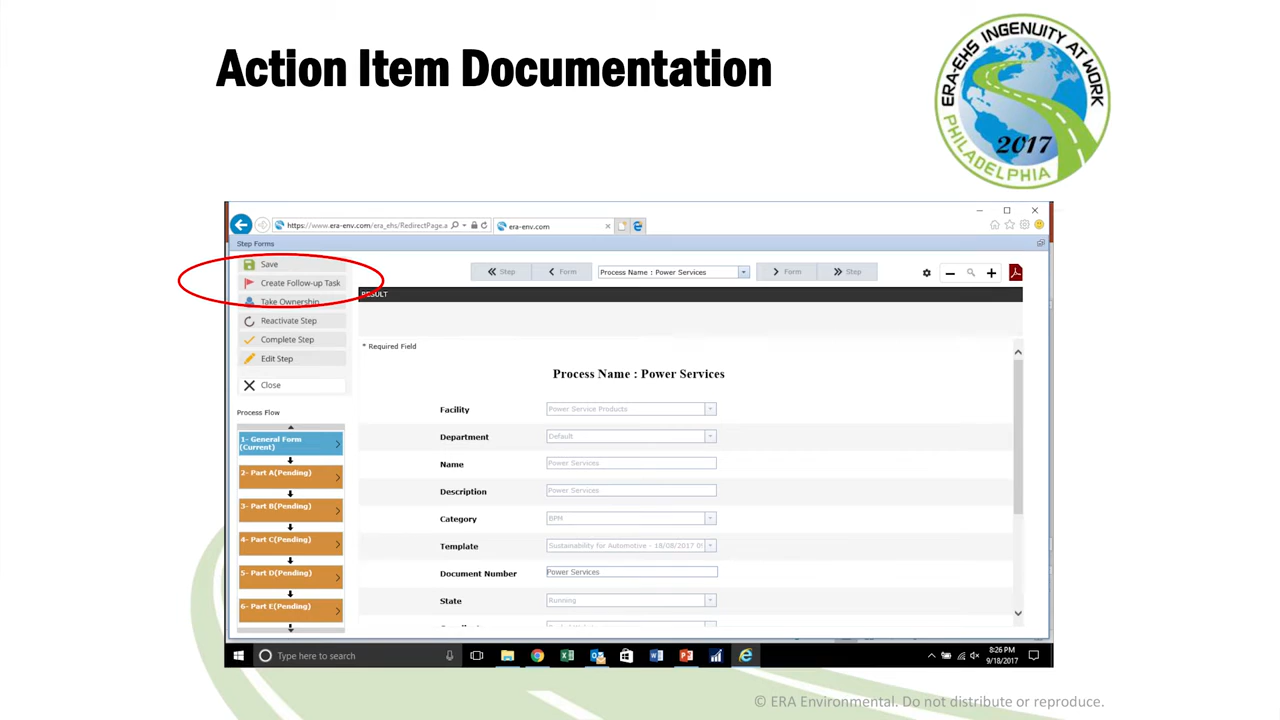 Action Item Documentation
ERA-EHS INGENUITY AT WORK
2017
PHILADELPHIA
https://www.era-env.com/era_ehs/RedirectPage.a
era-env.com
Step Forms
Save
Create Follow-up Task
Take Ownership
Reactivate Step
Complete Step
Edit Step
Close
Step
Form
Process Name : Power Services
Form
Step
RESULT
* Required Field
Process Name : Power Services
Facility Power Service Products
Department Default
Name Power Services
Description Power Services
Category BPM
Template Sustainability for Automotive - 18/08/2017 0
Document Number Power Services
State Running
Process Flow
1- General Form
(Current)
2- Part A(Pending)
3- Part B(Pending)
4- Part C(Pending)
5- Part D(Pending)
6- Part E(Pending)
Type here to search
8:26 PM
9/18/2017
© ERA Environmental. Do not distribute or reproduce.